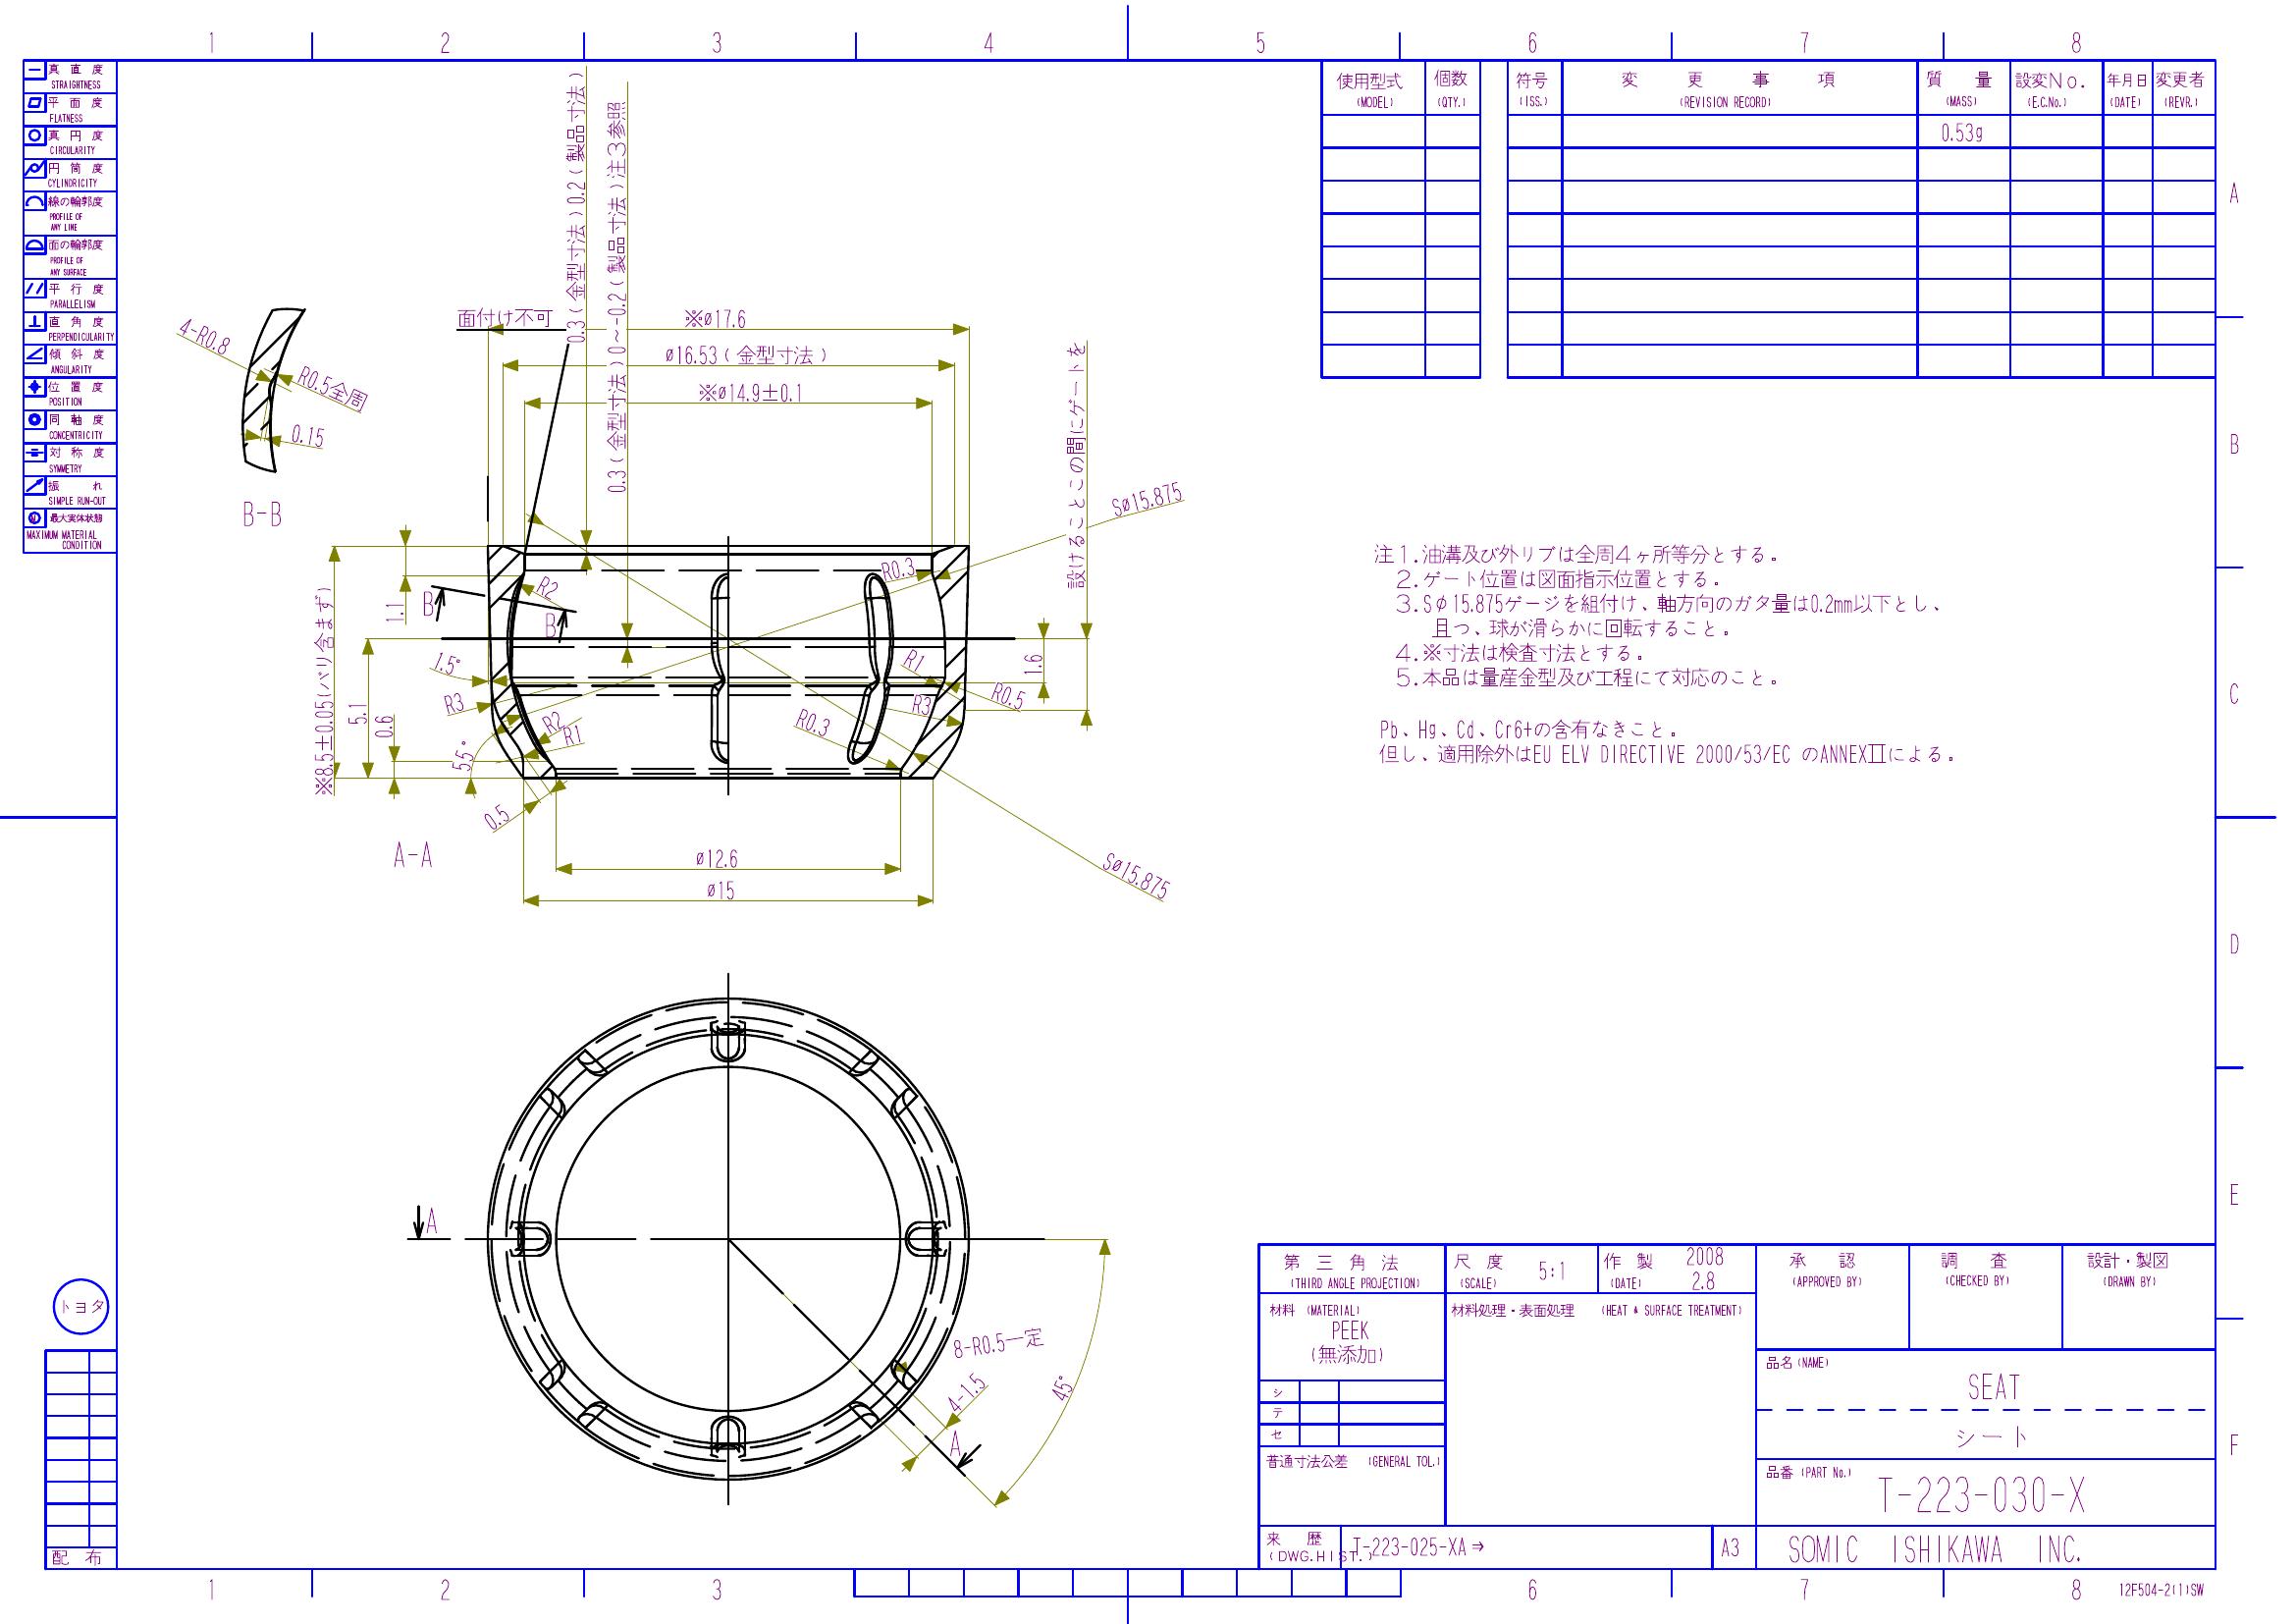 1 2 3 4 5 6 7 8
真直度
STRAIGHTNESS
平面度
FLATNESS
真円度
CIRCULARITY
円筒度
CYLINDRICITY
線の輪郭度
PROFILE OF
ANY LINE
面の輪郭度
PROFILE OF
ANY SURFACE
平行度
PARALLELISM
直角度
PERPENDICULARITY
傾斜度
ANGULARITY
位置度
POSITION
同軸度
CONCENTRICITY
対称度
SYMMETRY
振れ
SIMPLE RUN-OUT
最大実体状態
MAXIMUM MATERIAL
CONDITION
使用型式 個数 符号 変更事項 質量 設変No. 年月日 変更者
(MODEL) (QTY.) (ISS.) (REVISION RECORD) (MASS) (E.C.No.) (DATE) (REVR.)
0.53g
A
B
C
D
E
F
4-R0.8
R0.5全周
0.15
B-B
面付け不可
0.3(金型寸法)0.2(製品寸法)
0.3(金型寸法)0~-0.2(製品寸法)注3参照
※ø17.6
ø16.53(金型寸法)
※ø14.9±0.1
設けることとこの間にゲートを
Sø15.875
R0.3
R2
B
B
1.1
※8.5±0.05(バリ含まず)
5.1
0.6
1.5°
R3
55°
R2
R1
0.5
R1
R0.5
R3
R0.3
1.6
Sø15.875
A-A
ø12.6
ø15
注1.油溝及び外リブは全周4ヶ所等分とする。
2.ゲート位置は図面指示位置とする。
3.Sφ15.875ゲージを組付け、軸方向のガタ量は0.2mm以下とし、
且つ、球が滑らかに回転すること。
4.※寸法は検査寸法とする。
5.本品は量産金型及び工程にて対応のこと。
Pb、Hg、Cd、Cr6+の含有なきこと。
但し、適用除外はEU ELV DIRECTIVE 2000/53/EC のANNEXⅡによる。
A
8-R0.5一定
4-1.5
45°
A
トヨタ
配布
第三角法
(THIRD ANGLE PROJECTION)
尺度
(SCALE)
5:1
作製
(DATE)
2008
2.8
承認
(APPROVED BY)
調査
(CHECKED BY)
設計・製図
(DRAWN BY)
材料 (MATERIAL)
PEEK
(無添加)
材料処理・表面処理 (HEAT & SURFACE TREATMENT)
シ
テ
セ
普通寸法公差 (GENERAL TOL.)
品名(NAME)
SEAT
シート
品番(PART No.)
T-223-030-X
来歴
(DWG.HIST.)
T-223-025-XA⇒
A3
SOMIC ISHIKAWA INC.
1 2 3 6 7 8
12F504-2(1)SW